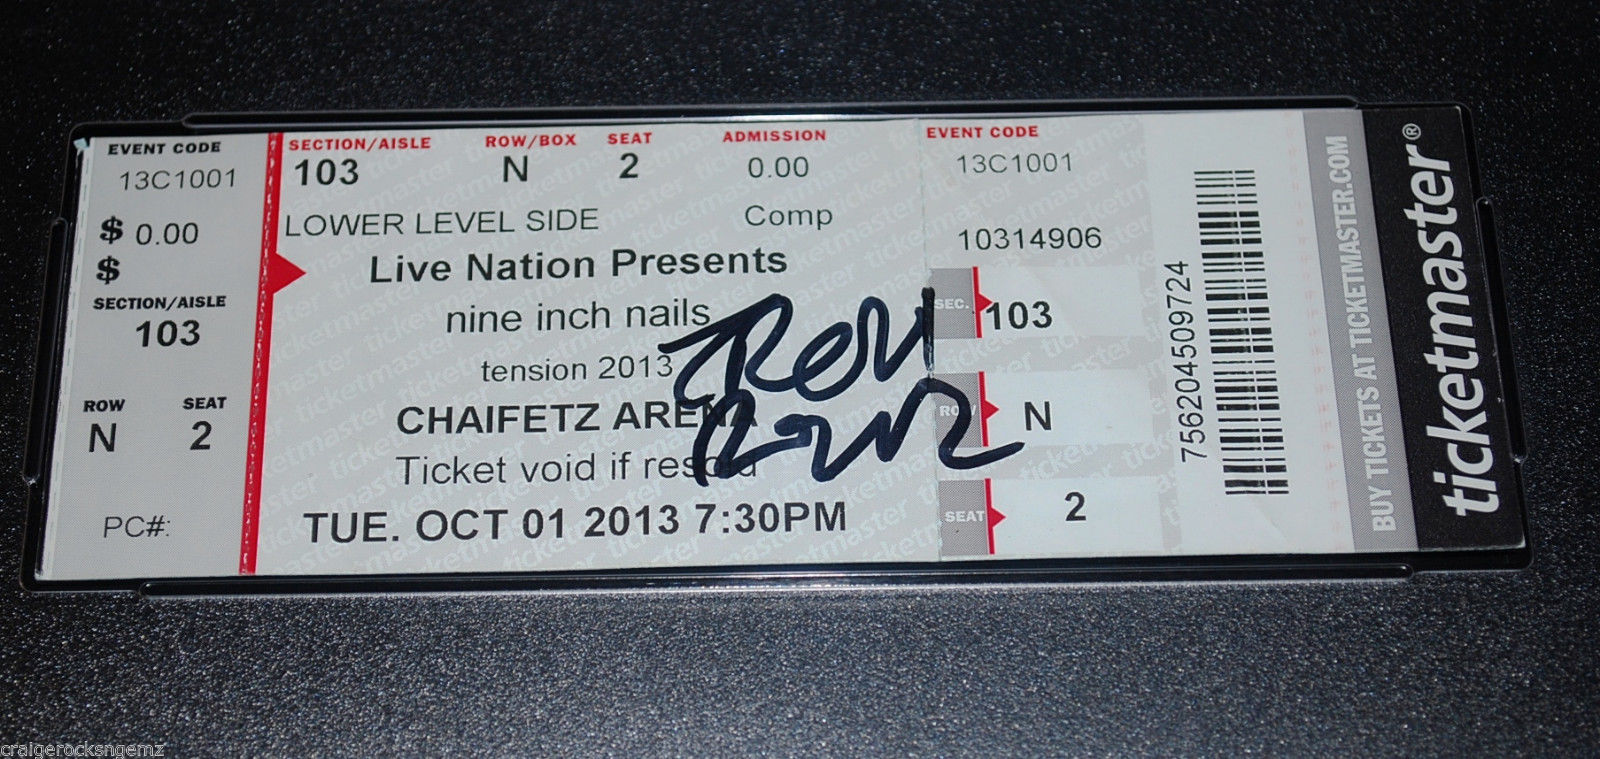 EVENT CODE
13C1001
$ 0.00
$
SECTION/AISLE
103
ROW SEAT
N 2
PC#:
SECTION/AISLE ROW/BOX SEAT ADMISSION
103 N 2 0.00
LOWER LEVEL SIDE Comp
Live Nation Presents
nine inch nails
tension 2013
CHAIFETZ ARENA
Ticket void if resold
TUE. OCT 01 2013 7:30PM
EVENT CODE
13C1001
10314906
SEC. 103
ROW N
SEAT 2
756204509724
BUY TICKETS AT TICKETMASTER.COM
ticketmaster®
craigerocksngemz